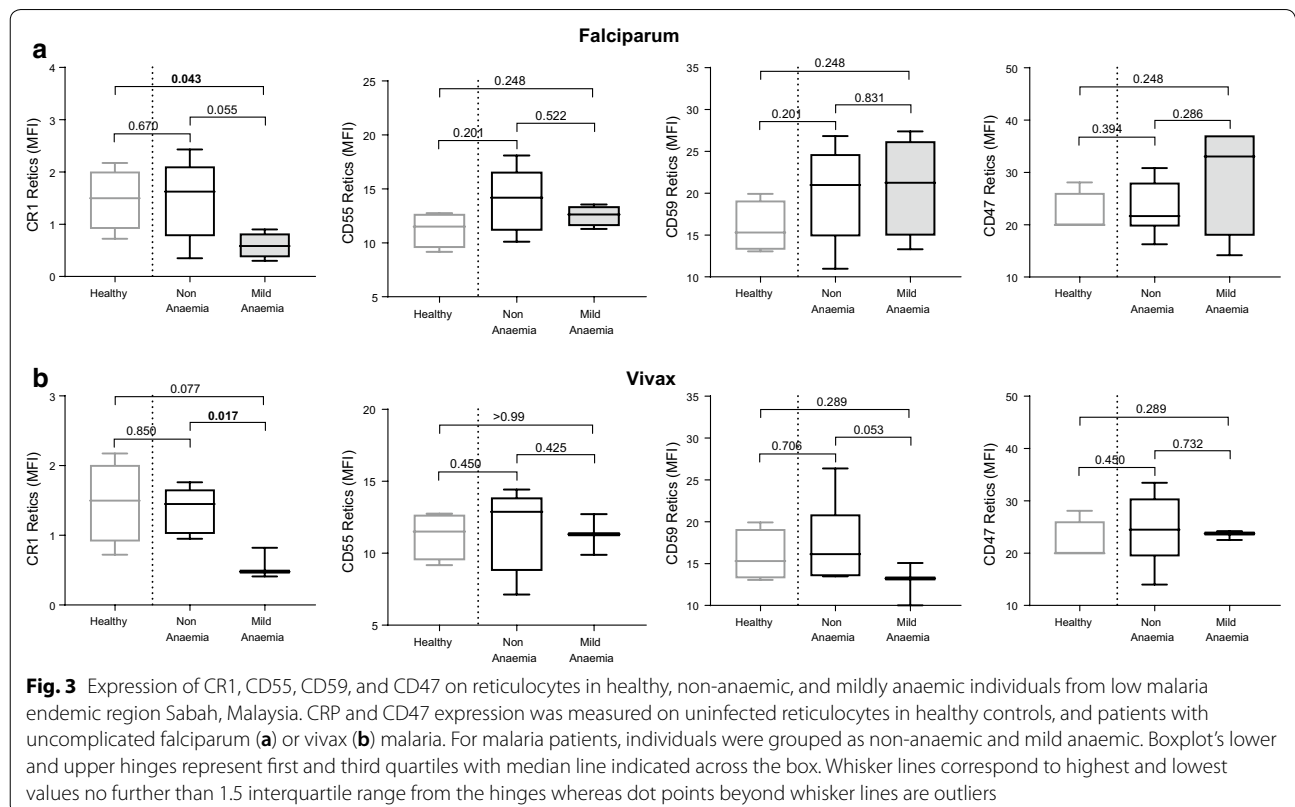 a
Falciparum
CR1 Retics (MFI)
4
3
2
1
0
0.043
0.670
0.055
Healthy
Non
Anaemia
Mild
Anaemia
CD55 Retics (MFI)
25
20
15
10
5
0.248
0.201
0.522
Healthy
Non
Anaemia
Mild
Anaemia
CD59 Retics (MFI)
35
30
25
20
15
10
0.248
0.201
0.831
Healthy
Non
Anaemia
Mild
Anaemia
CD47 Retics (MFI)
50
40
30
20
10
0.248
0.394
0.286
Healthy
Non
Anaemia
Mild
Anaemia
b
Vivax
CR1 Retics (MFI)
3
2
1
0
0.077
0.850
0.017
Healthy
Non
Anaemia
Mild
Anaemia
CD55 Retics (MFI)
20
15
10
5
>0.99
0.450
0.425
Healthy
Non
Anaemia
Mild
Anaemia
CD59 Retics (MFI)
35
30
25
20
15
10
0.289
0.706
0.053
Healthy
Non
Anaemia
Mild
Anaemia
CD47 Retics (MFI)
50
40
30
20
10
0.289
0.450
0.732
Healthy
Non
Anaemia
Mild
Anaemia
Fig. 3 Expression of CR1, CD55, CD59, and CD47 on reticulocytes in healthy, non-anaemic, and mildly anaemic individuals from low malaria
endemic region Sabah, Malaysia. CRP and CD47 expression was measured on uninfected reticulocytes in healthy controls, and patients with
uncomplicated falciparum (a) or vivax (b) malaria. For malaria patients, individuals were grouped as non-anaemic and mild anaemic. Boxplot's lower
and upper hinges represent first and third quartiles with median line indicated across the box. Whisker lines correspond to highest and lowest
values no further than 1.5 interquartile range from the hinges whereas dot points beyond whisker lines are outliers